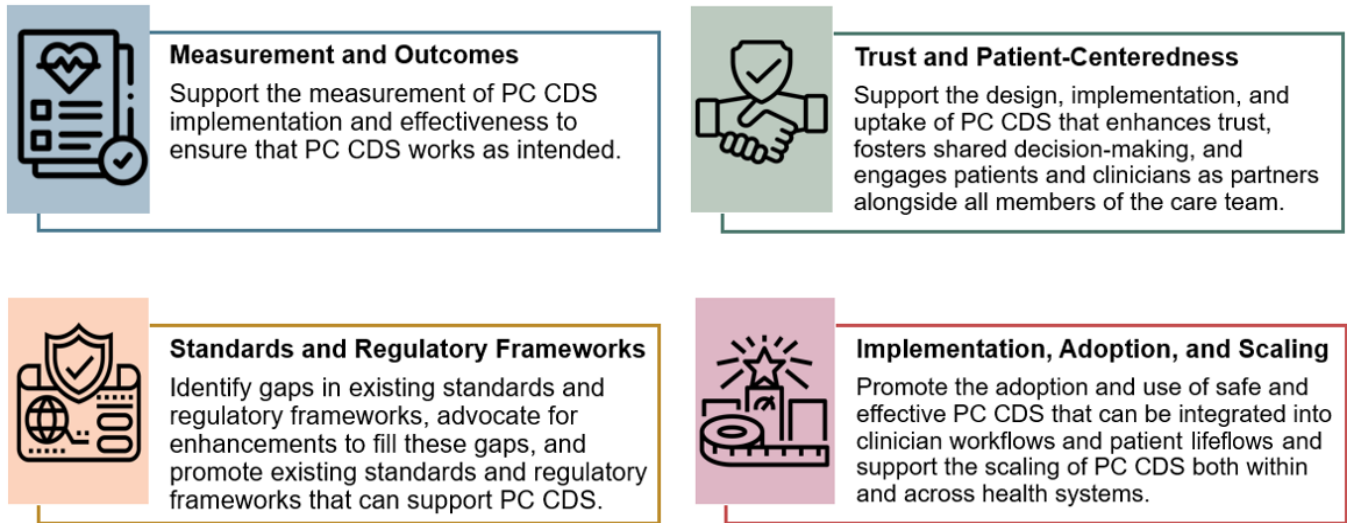 Measurement and Outcomes
Support the measurement of PC CDS
implementation and effectiveness to
ensure that PC CDS works as intended.
Trust and Patient-Centeredness
Support the design, implementation, and
uptake of PC CDS that enhances trust,
fosters shared decision-making, and
engages patients and clinicians as partners
alongside all members of the care team.
Standards and Regulatory Frameworks
Identify gaps in existing standards and
regulatory frameworks, advocate for
enhancements to fill these gaps, and
promote existing standards and regulatory
frameworks that can support PC CDS.
Implementation, Adoption, and Scaling
Promote the adoption and use of safe and
effective PC CDS that can be integrated into
clinician workflows and patient lifeflows and
support the scaling of PC CDS both within
and across health systems.